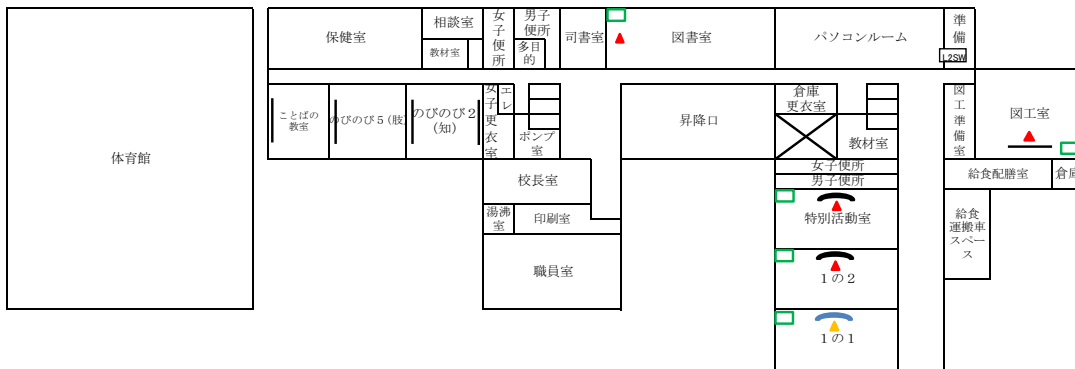 体育館
保健室
相談室
教材室
女子便所
男子
便所
多目
的
司書室
図書室
パソコンルーム
準備
L2SW
ことばの
教室
のびのび５(肢)
のびのび２
(知)
女子更衣室
エレ
ポンプ
室
昇降口
倉庫
更衣室
教材室
図工準備室
図工室
女子便所
男子便所
校長室
湯沸
室
印刷室
職員室
特別活動室
１の２
１の１
給食配膳室
倉庫
給食
運搬車
スペー
ス